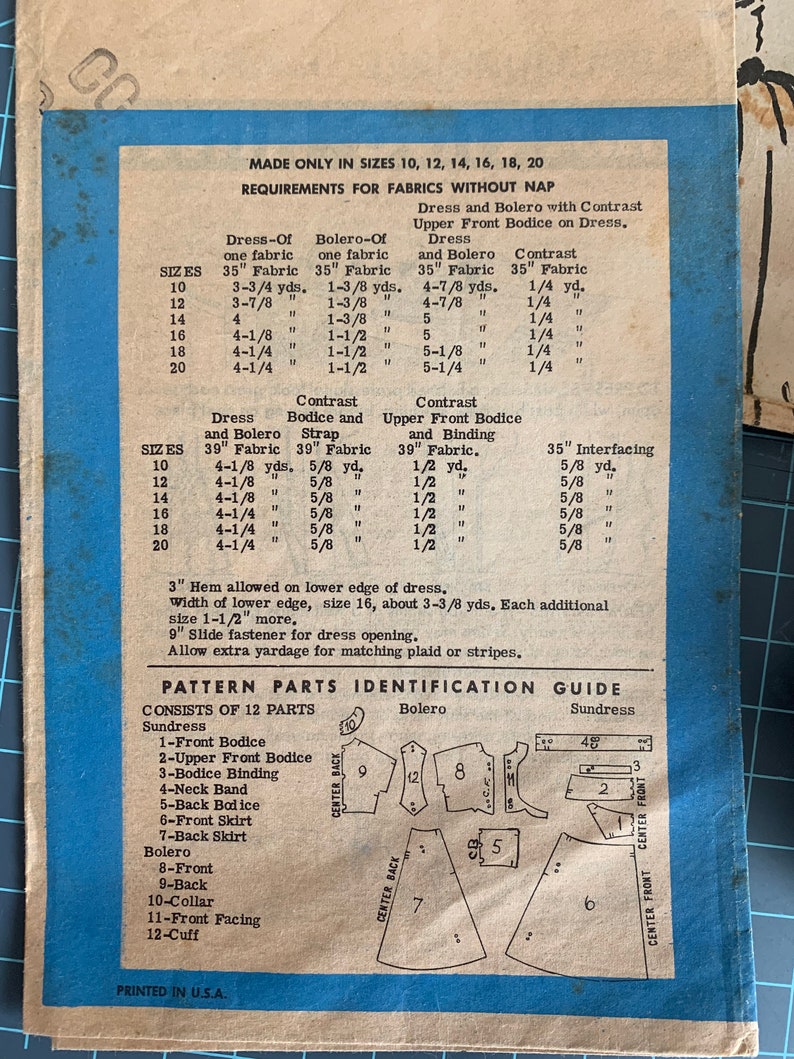 CC
MADE ONLY IN SIZES 10, 12, 14, 16, 18, 20
REQUIREMENTS FOR FABRICS WITHOUT NAP
Dress and Bolero with Contrast
Upper Front Bodice on Dress.
Dress-Of Bolero-Of Dress
one fabric one fabric and Bolero Contrast
SIZES 35" Fabric 35" Fabric 35" Fabric 35" Fabric
10 3-3/4 yds. 1-3/8 yds. 4-7/8 yds. 1/4 yd.
12 3-7/8 " 1-3/8 " 4-7/8 " 1/4 "
14 4 " 1-3/8 " 5 " 1/4 "
16 4-1/8 " 1-1/2 " 5 " 1/4 "
18 4-1/4 " 1-1/2 " 5-1/8 " 1/4 "
20 4-1/4 " 1-1/2 " 5-1/4 " 1/4 "
Contrast Contrast
Dress Bodice and Upper Front Bodice
and Bolero Strap and Binding
SIZES 39" Fabric 39" Fabric 39" Fabric. 35" Interfacing
10 4-1/8 yds. 5/8 yd. 1/2 yd. 5/8 yd.
12 4-1/8 " 5/8 " 1/2 " 5/8 "
14 4-1/8 " 5/8 " 1/2 " 5/8 "
16 4-1/4 " 5/8 " 1/2 " 5/8 "
18 4-1/4 " 5/8 " 1/2 " 5/8 "
20 4-1/4 " 5/8 " 1/2 " 5/8 "
3" Hem allowed on lower edge of dress.
Width of lower edge, size 16, about 3-3/8 yds. Each additional
size 1-1/2" more.
9" Slide fastener for dress opening.
Allow extra yardage for matching plaid or stripes.
PATTERN PARTS IDENTIFICATION GUIDE
CONSISTS OF 12 PARTS
Sundress
1-Front Bodice
2-Upper Front Bodice
3-Bodice Binding
4-Neck Band
5-Back Bodice
6-Front Skirt
7-Back Skirt
Bolero
8-Front
9-Back
10-Collar
11-Front Facing
12-Cuff
Bolero
10
CENTER BACK
9
12
8
C.F.
11
Sundress
4
CB
3
2
1
CENTER FRONT
CENTER BACK
7
CB
5
6
CENTER FRONT
PRINTED IN U.S.A.